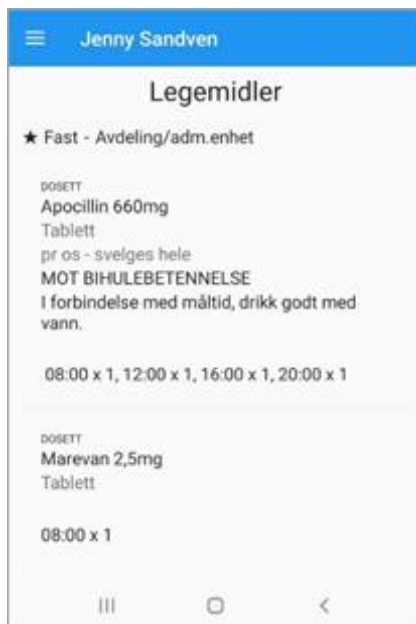 Jenny Sandven
Legemidler
★ Fast - Avdeling/adm.enhet
DOSETT
Apocillin 660mg
Tablett
pr os - svelges hele
MOT BIHULEBETENNELSE
I forbindelse med måltid, drikk godt med
vann.
08:00 x 1, 12:00 x 1, 16:00 x 1, 20:00 x 1
DOSETT
Marevan 2,5mg
Tablett
08:00 x 1